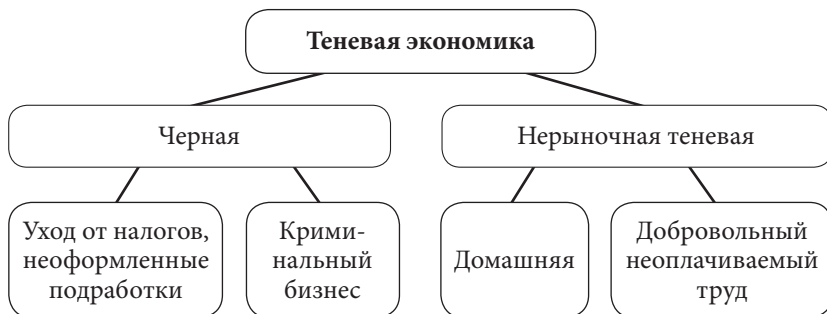 Теневая экономика
Черная
Нерыночная теневая
Уход от налогов,
неоформленные
подработки
Крими-
нальный
бизнес
Домашняя
Добровольный
неоплачиваемый
труд